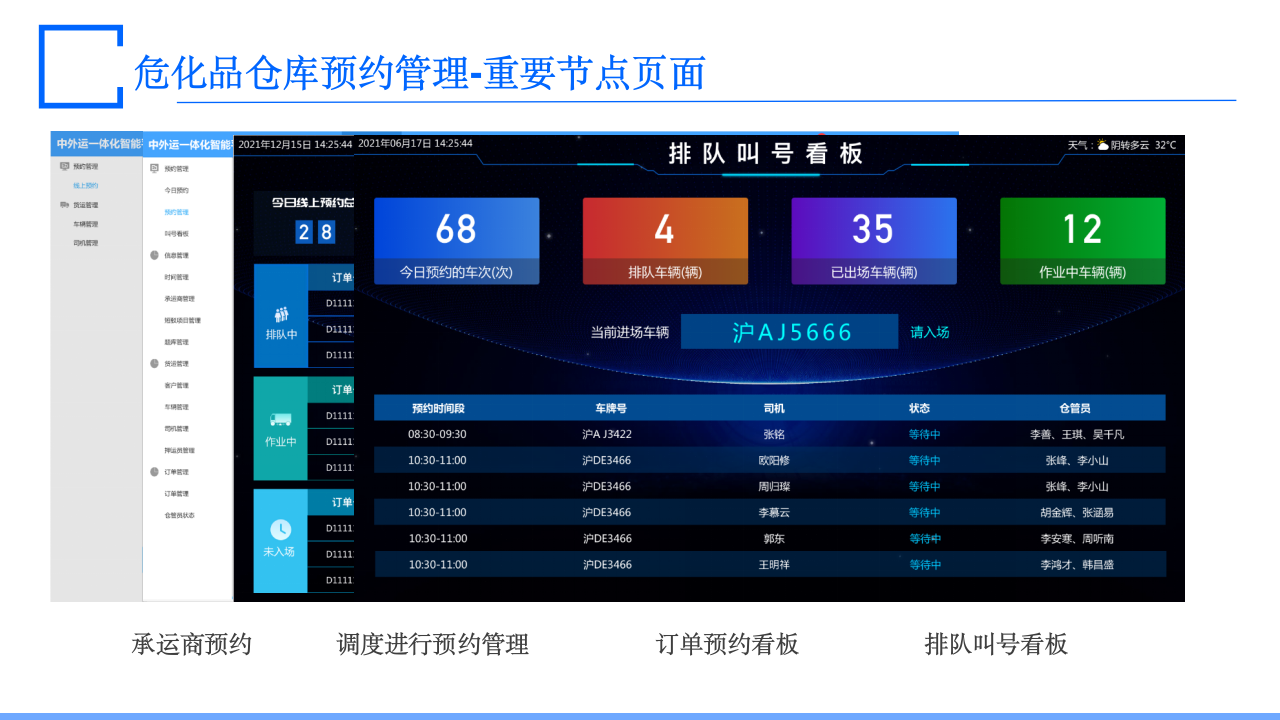 危化品仓库预约管理-重要节点页面
中外运一体化智能
预约管理
线上预约
货运管理
车辆管理
司机管理
中外运一体化智能
预约管理
今日预约
预约管理
叫号看板
信息管理
时间管理
承运商管理
班默项目管理
题库管理
货运管理
客户管理
车辆管理
司机管理
押运员管理
订单管理
订单管理
仓管员状态
2021年12月15日 14:25:44
今日线上预约总
2 8
订单
排队中
D1111
D1111
D1111
订单
作业中
D1111
D1111
D1111
订单
未入场
D1111
D1111
D1111
2021年06月17日 14:25:44
排队叫号看板
天气： 阴转多云 32°C
68 4 35 12
今日预约的车次(次) 排队车辆(辆) 已出场车辆(辆) 作业中车辆(辆)
当前进场车辆 沪AJ5666 请入场
预约时间段 车牌号 司机 状态 仓管员
08:30-09:30 沪A J3422 张铭 等待中 李善、王琪、吴千凡
10:30-11:00 沪DE3466 欧阳修 等待中 张峰、李小山
10:30-11:00 沪DE3466 周归璨 等待中 张峰、李小山
10:30-11:00 沪DE3466 李慕云 等待中 胡金辉、张涵易
10:30-11:00 沪DE3466 郭东 等待中 李安寒、周听南
10:30-11:00 沪DE3466 王明祥 等待中 李鸿才、韩昌盛
承运商预约 调度进行预约管理 订单预约看板 排队叫号看板